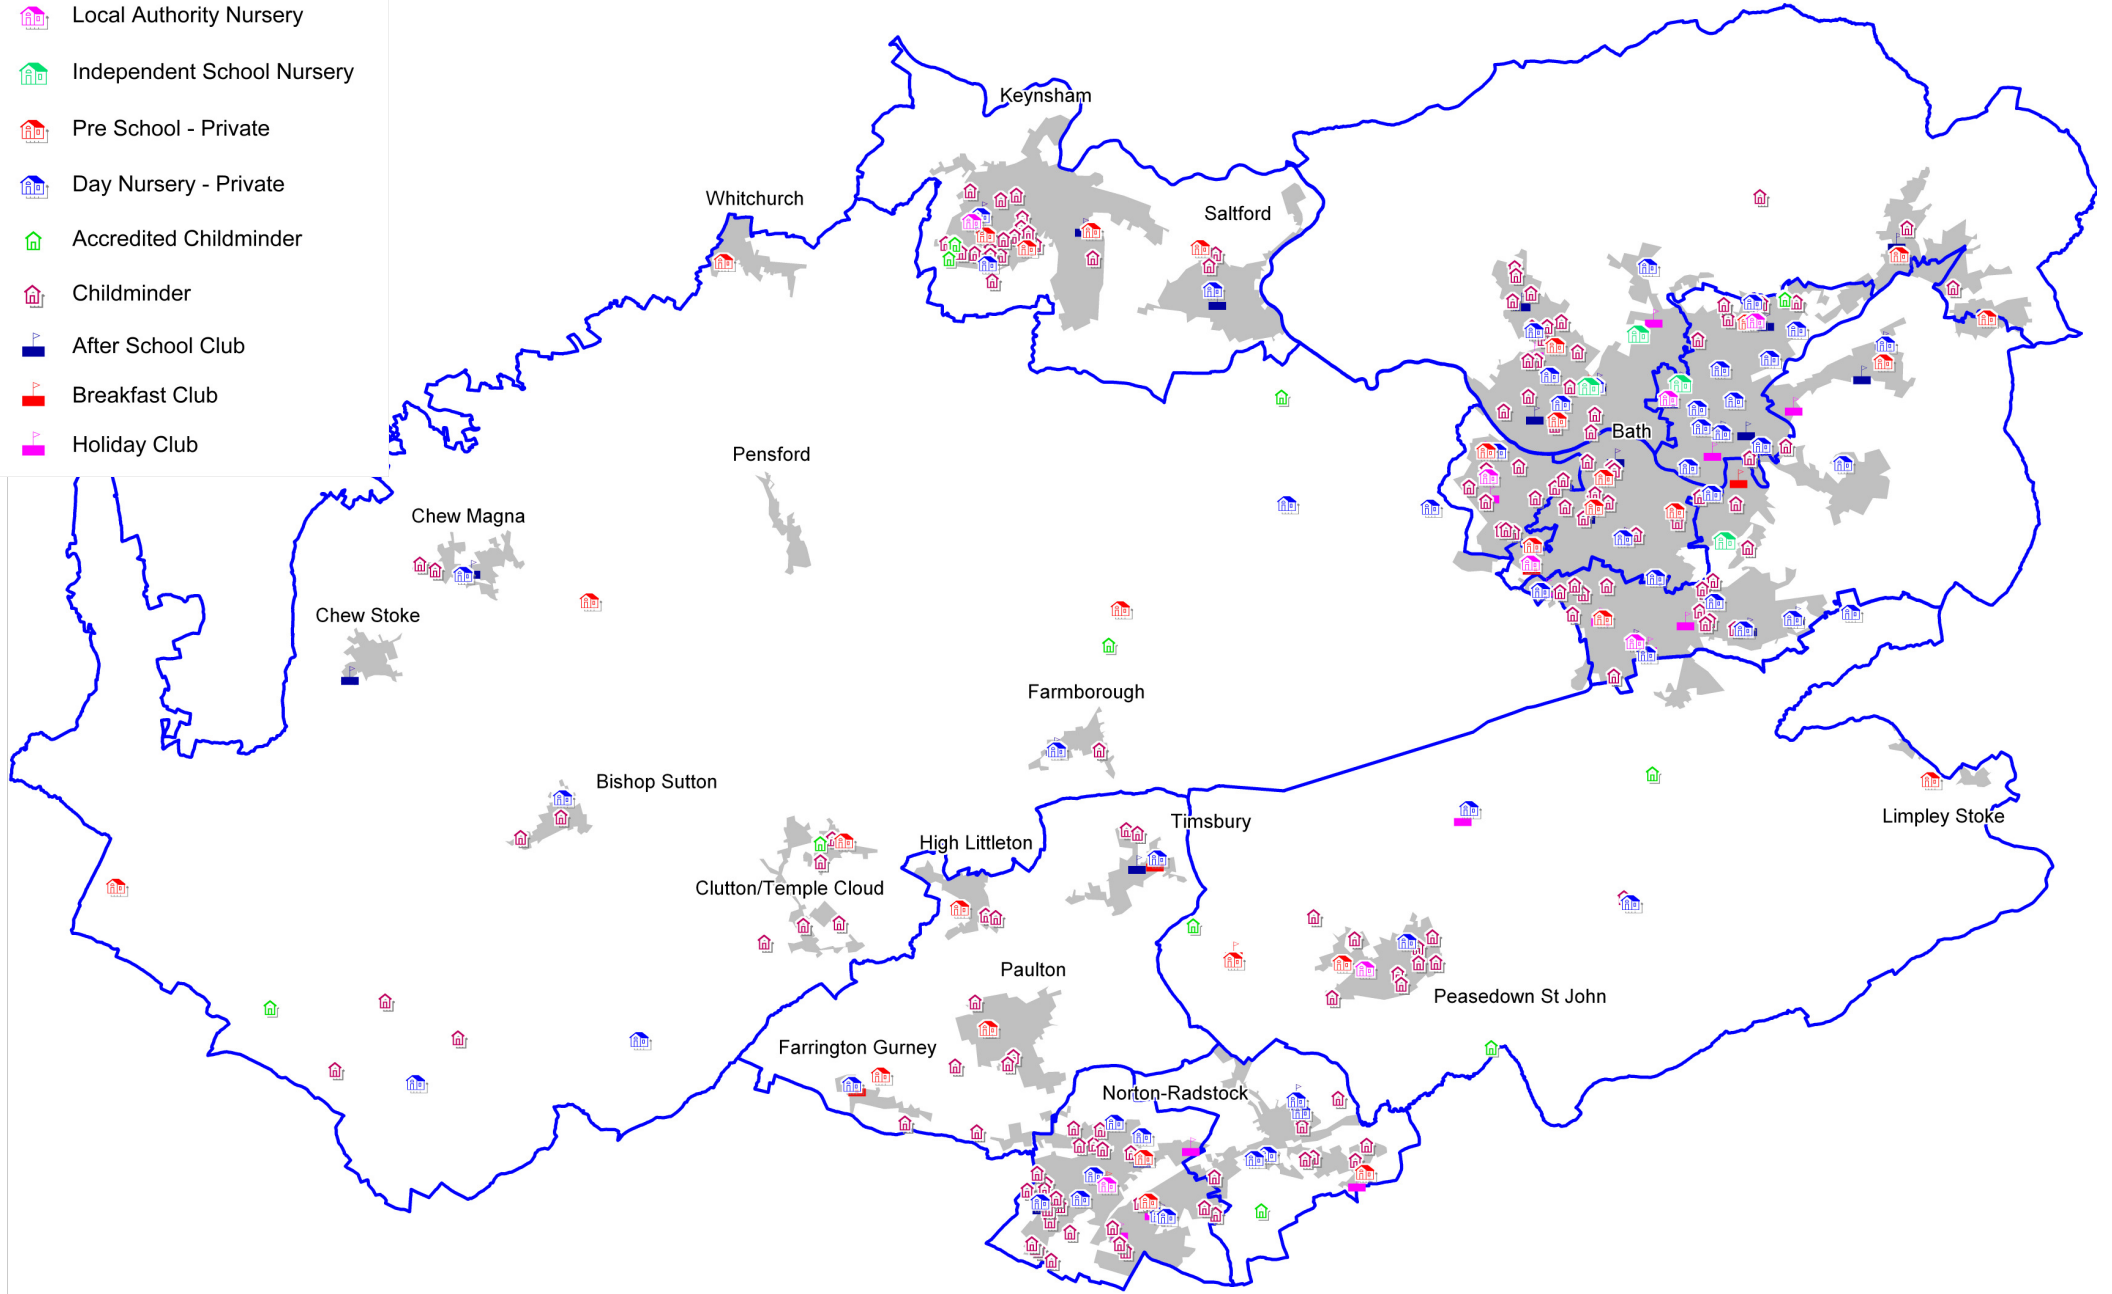 Local Authority Nursery
Independent School Nursery
Pre School - Private
Day Nursery - Private
Accredited Childminder
Childminder
After School Club
Breakfast Club
Holiday Club
Keynsham
Whitchurch
Saltford
Bath
Pensford
Chew Magna
Chew Stoke
Farmborough
Bishop Sutton
Timsbury
Limpley Stoke
High Littleton
Clutton/Temple Cloud
Paulton
Peasedown St John
Farrington Gurney
Norton-Radstock